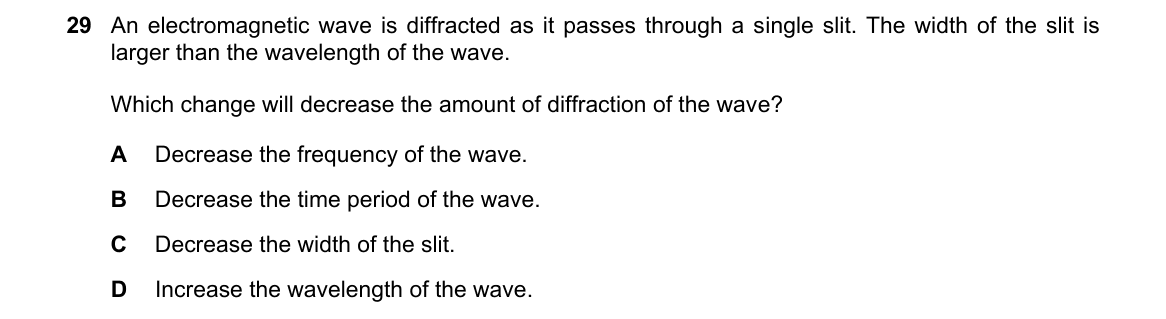 29 An electromagnetic wave is diffracted as it passes through a single slit. The width of the slit is
larger than the wavelength of the wave.
Which change will decrease the amount of diffraction of the wave?
A Decrease the frequency of the wave.
B Decrease the time period of the wave.
C Decrease the width of the slit.
D Increase the wavelength of the wave.